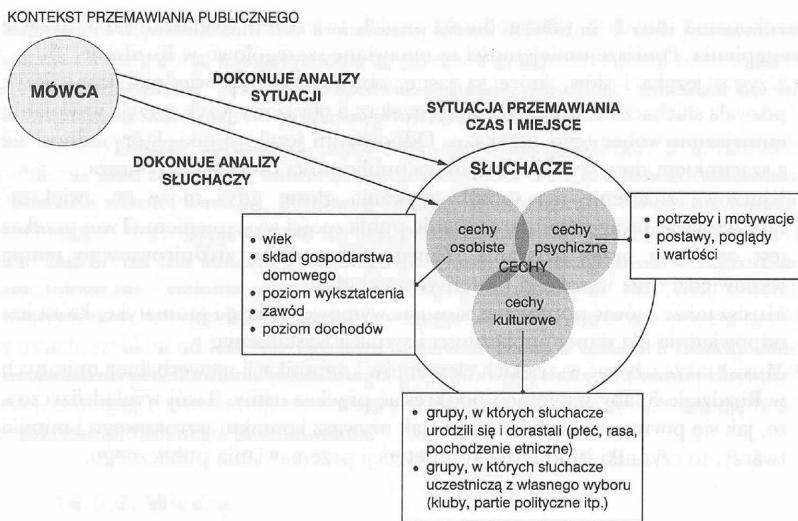 KONTEKST PRZEMAWIANIA PUBLICZNEGO
MÓWCA
DOKONUJE ANALIZY
SYTUACJI
SYTUACJA PRZEMAWIANIA
CZAS I MIEJSCE
DOKONUJE ANALIZY
SŁUCHACZY
SŁUCHACZE
cechy
osobiste
cechy
psychiczne
CECHY
cechy
kulturowe
• wiek
• skład gospodarstwa
domowego
• poziom wykształcenia
• zawód
• poziom dochodów
• potrzeby i motywacje
• postawy, poglądy
i wartości
• grupy, w których słuchacze
urodzili się i dorastali (płeć, rasa,
pochodzenie etniczne)
• grupy, w których słuchacze
uczestniczą z własnego wyboru
(kluby, partie polityczne itp.)